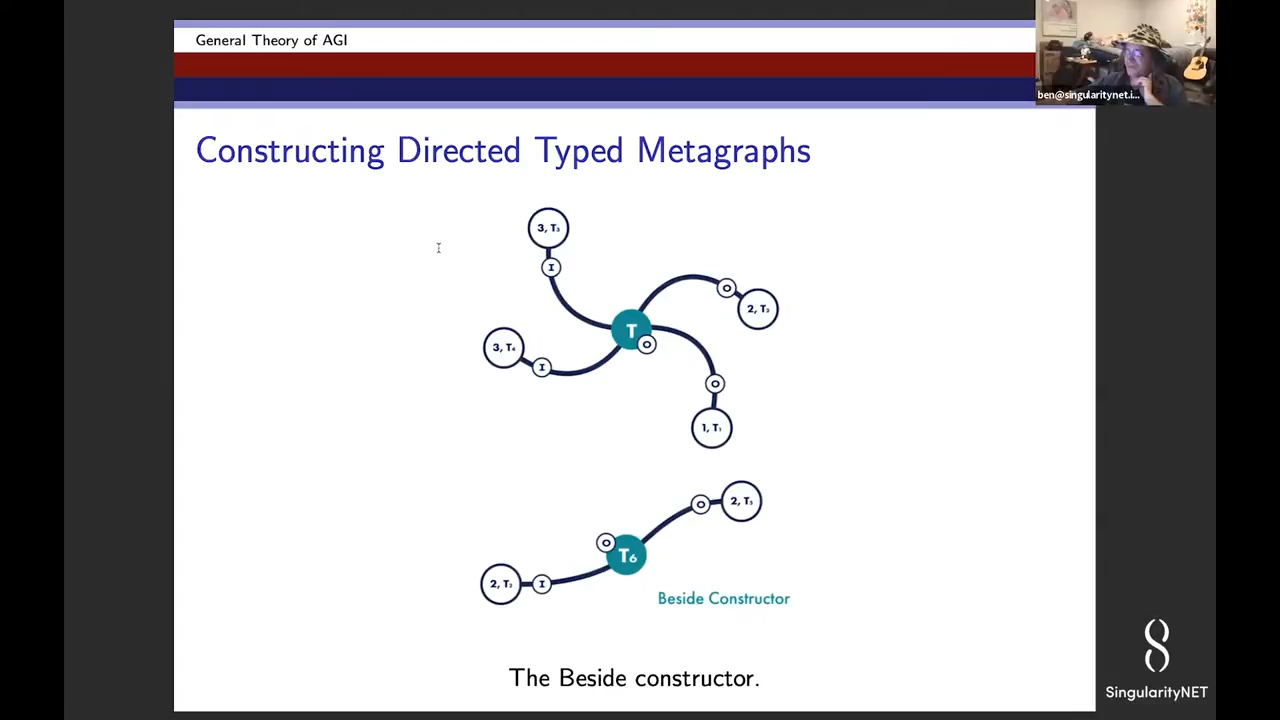 General Theory of AGI
ben@singularitynet.i...
Constructing Directed Typed Metagraphs
3, T₃
I
O
2, T₂
T
O
3, T₄
I
O
1, T₁
2, T₅
O
O
T₆
2, T₂
I
Beside Constructor
The Beside constructor.
SingularityNET